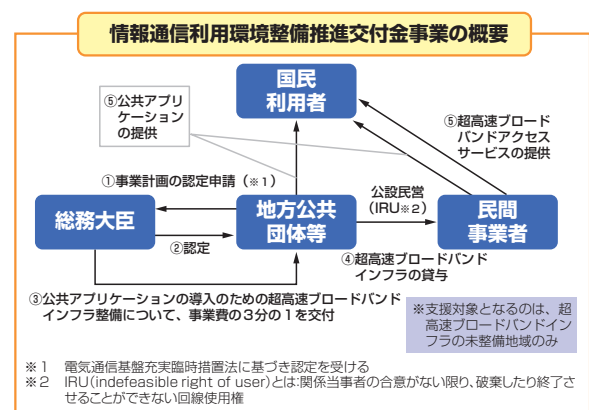 情報通信利用環境整備推進交付金事業の概要
国民
利用者
⑤公共アプリ
ケーション
の提供
⑤超高速ブロード
バンドアクセス
サービスの提供
①事業計画の認定申請（※1）
総務大臣
地方公共
団体等
公設民営
（IRU※2）
民間
事業者
②認定
④超高速ブロードバンド
インフラの貸与
③公共アプリケーションの導入のための超高速ブロードバンド
インフラ整備について、事業費の3分の1を交付
※支援対象となるのは、超
高速ブロードバンドイン
フラの未整備地域のみ
※1　電気通信基盤充実臨時措置法に基づき認定を受ける
※2　IRU（indefeasible right of user）とは：関係当事者の合意がない限り、破棄したり終了さ
せることができない回線使用権